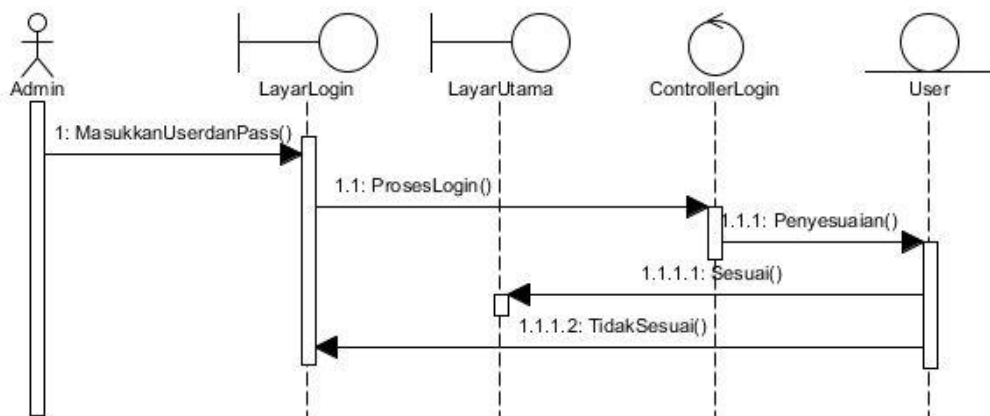 Admin
LayarLogin
LayarUtama
ControllerLogin
User
1: MasukkanUserdanPass()
1.1: ProsesLogin()
1.1.1: Penyesuaian()
1.1.1.1: Sesuai()
1.1.1.2: TidakSesuai()